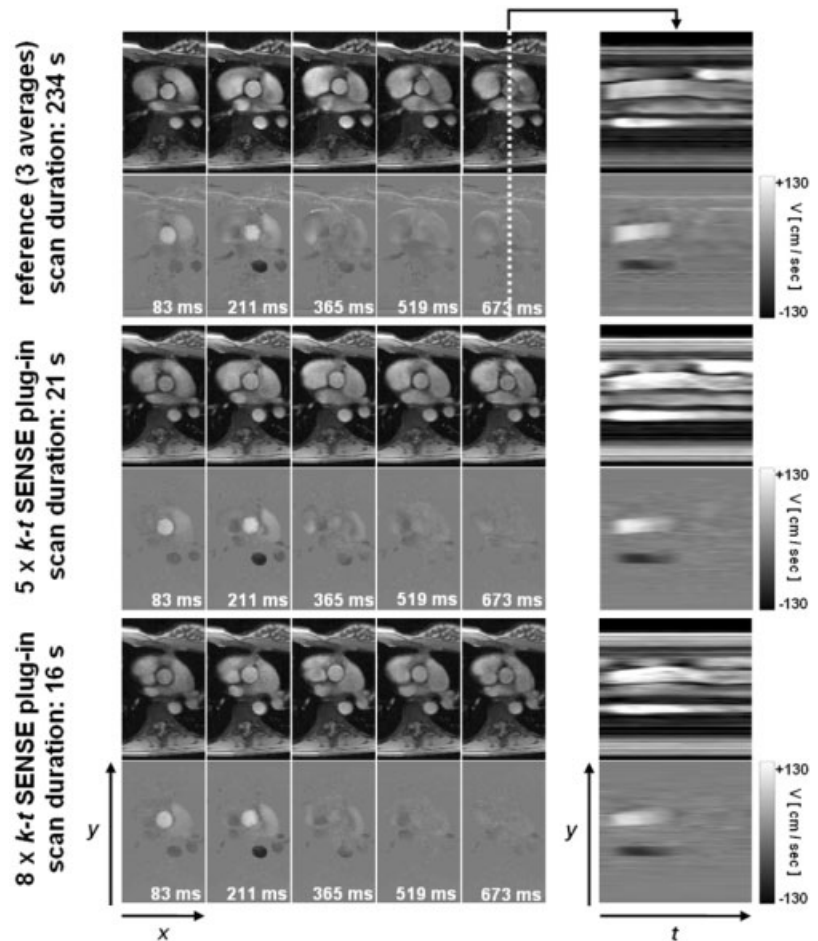 reference (3 averages)
scan duration: 234 s
83 ms
211 ms
365 ms
519 ms
673 ms
+130
V [ cm / sec ]
-130
5 x k-t SENSE plug-in
scan duration: 21 s
83 ms
211 ms
365 ms
519 ms
673 ms
+130
V [ cm / sec ]
-130
8 x k-t SENSE plug-in
scan duration: 16 s
y
83 ms
211 ms
365 ms
519 ms
673 ms
x
y
t
+130
V [ cm / sec ]
-130